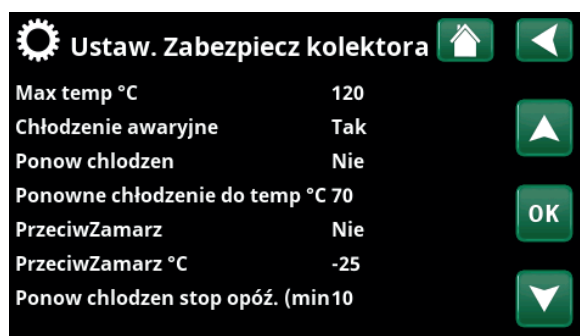 Ustaw. Zabezpiecz kolektora
Max temp °C 120
Chłodzenie awaryjne Tak
Ponow chlodzen Nie
Ponowne chłodzenie do temp °C 70
PrzeciwZamarz Nie
OK
PrzeciwZamarz °C -25
Ponow chlodzen stop opóź. (min10